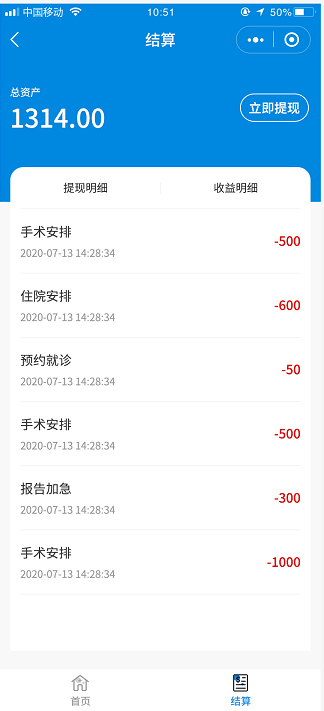 中国移动 10:51 50%
结算
总资产
1314.00
立即提现
提现明细 收益明细
手术安排
-500
2020-07-13 14:28:34
住院安排
-600
2020-07-13 14:28:34
预约就诊
-50
2020-07-13 14:28:34
手术安排
-500
2020-07-13 14:28:34
报告加急
-300
2020-07-13 14:28:34
手术安排
-1000
2020-07-13 14:28:34
首页 结算